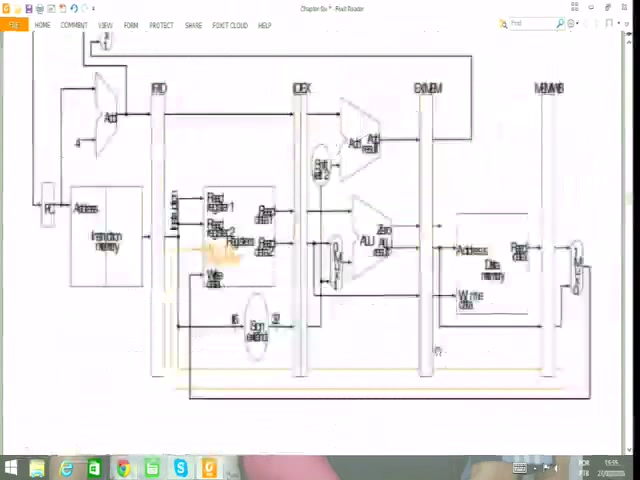 Chapter Six * - Foxit Reader
FILE HOME COMMENT VIEW FORM PROTECT SHARE FOXIT CLOUD HELP
Find
IF/ID ID/EX EX/MEM MEM/WB
Add
4
Add Add result
Shift left 2
PC
Address
Instruction memory
Instruction
Read register 1
Read register 2
Registers
Read data 1
Read data 2
Write data
Zero
ALU ALU result
Address
Data memory
Read data
Write data
16
Sign extend
32
POR
PTB
15:55